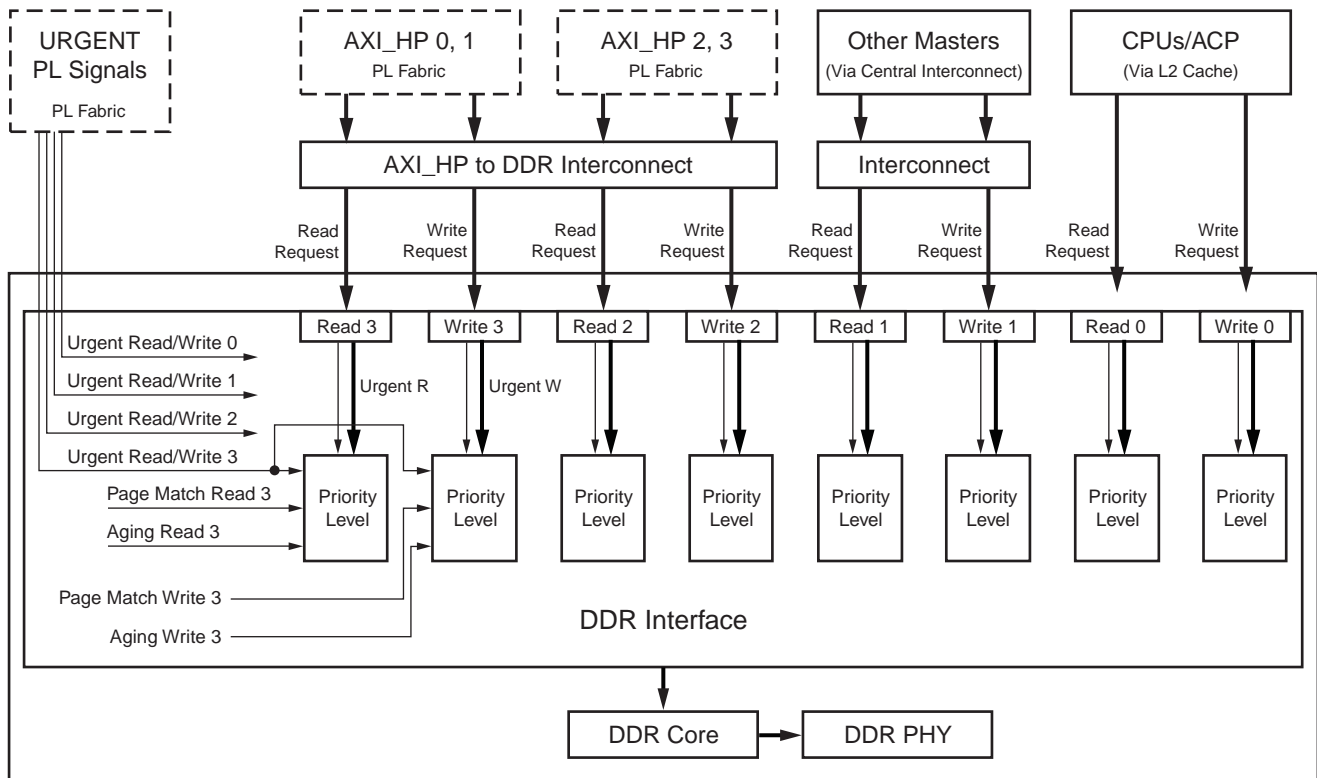 URGENT
PL Signals
PL Fabric
AXI_HP 0, 1
PL Fabric
AXI_HP 2, 3
PL Fabric
Other Masters
(Via Central Interconnect)
CPUs/ACP
(Via L2 Cache)
AXI_HP to DDR Interconnect
Interconnect
Read
Request
Write
Request
Read
Request
Write
Request
Read
Request
Write
Request
Read
Request
Write
Request
Read 3
Write 3
Read 2
Write 2
Read 1
Write 1
Read 0
Write 0
Urgent Read/Write 0
Urgent Read/Write 1
Urgent Read/Write 2
Urgent Read/Write 3
Urgent R
Urgent W
Page Match Read 3
Aging Read 3
Priority
Level
Priority
Level
Priority
Level
Priority
Level
Priority
Level
Priority
Level
Priority
Level
Priority
Level
Page Match Write 3
Aging Write 3
DDR Interface
DDR Core
DDR PHY